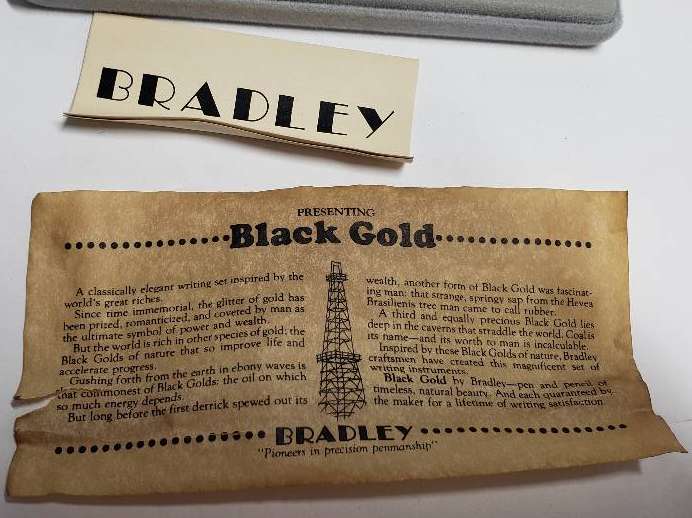 BRADLEY
PRESENTING
Black Gold
A classically elegant writing set inspired by the
world's great riches.
Since time immemorial, the glitter of gold has
been prized, romanticized, and coveted by man as
the ultimate symbol of power and wealth.
But the world is rich in other species of gold; the
Black Golds of nature that so improve life and
accelerate progress.
Gushing forth from the earth in ebony waves is
that commonest of Black Golds: the oil on which
so much energy depends.
But long before the first derrick spewed out its
wealth, another form of Black Gold was fascinat-
ing man: that strange, springy sap from the Hevea
Brasilienis tree man came to call rubber.
A third and equally precious Black Gold lies
deep in the caverns that straddle the world. Coal is
its name—and its worth to man is incalculable.
Inspired by these Black Golds of nature, Bradley
craftsmen have created this magnificent set of
writing instruments.
Black Gold by Bradley—pen and pencil of
timeless, natural beauty. And each guaranteed by
the maker for a lifetime of writing satisfaction.
BRADLEY
"Pioneers in precision penmanship"